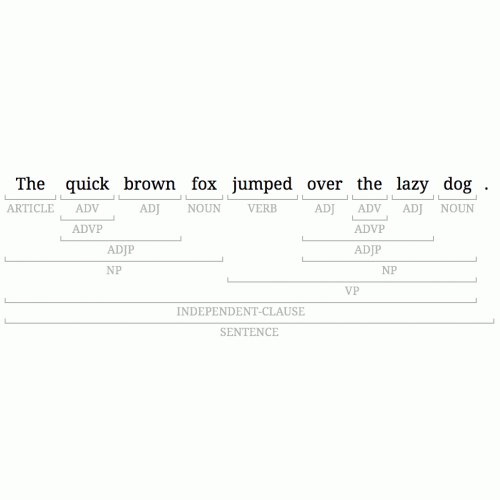 The quick brown fox jumped over the lazy dog .
ARTICLE ADV ADJ NOUN VERB ADJ ADV ADJ NOUN
ADVP ADVP
ADJP ADJP
NP NP
VP
INDEPENDENT-CLAUSE
SENTENCE